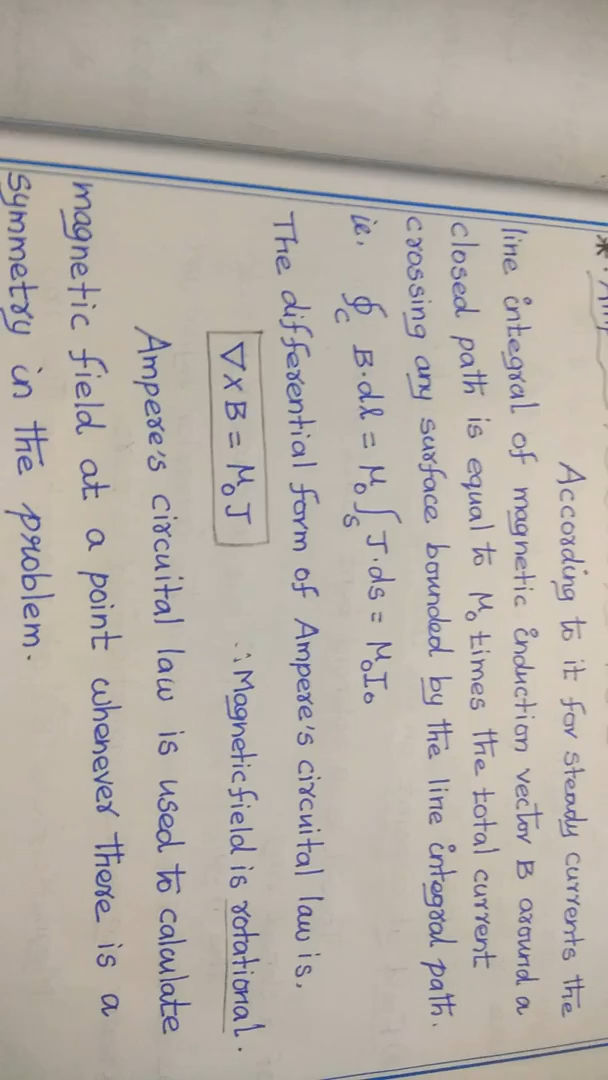 According to it for steady currents the
line integral of magnetic induction vector B around a
closed path is equal to μ₀ times the total current
crossing any surface bounded by the line integral path.
ie, ∮_C B·dl = μ₀ ∫_S J·ds = μ₀I₀
The differential form of Ampere's circuital law is,
∇×B = μ₀J ∴ Magnetic field is rotational.
Ampere's circuital law is used to calculate
magnetic field at a point whenever there is a
symmetry in the problem.